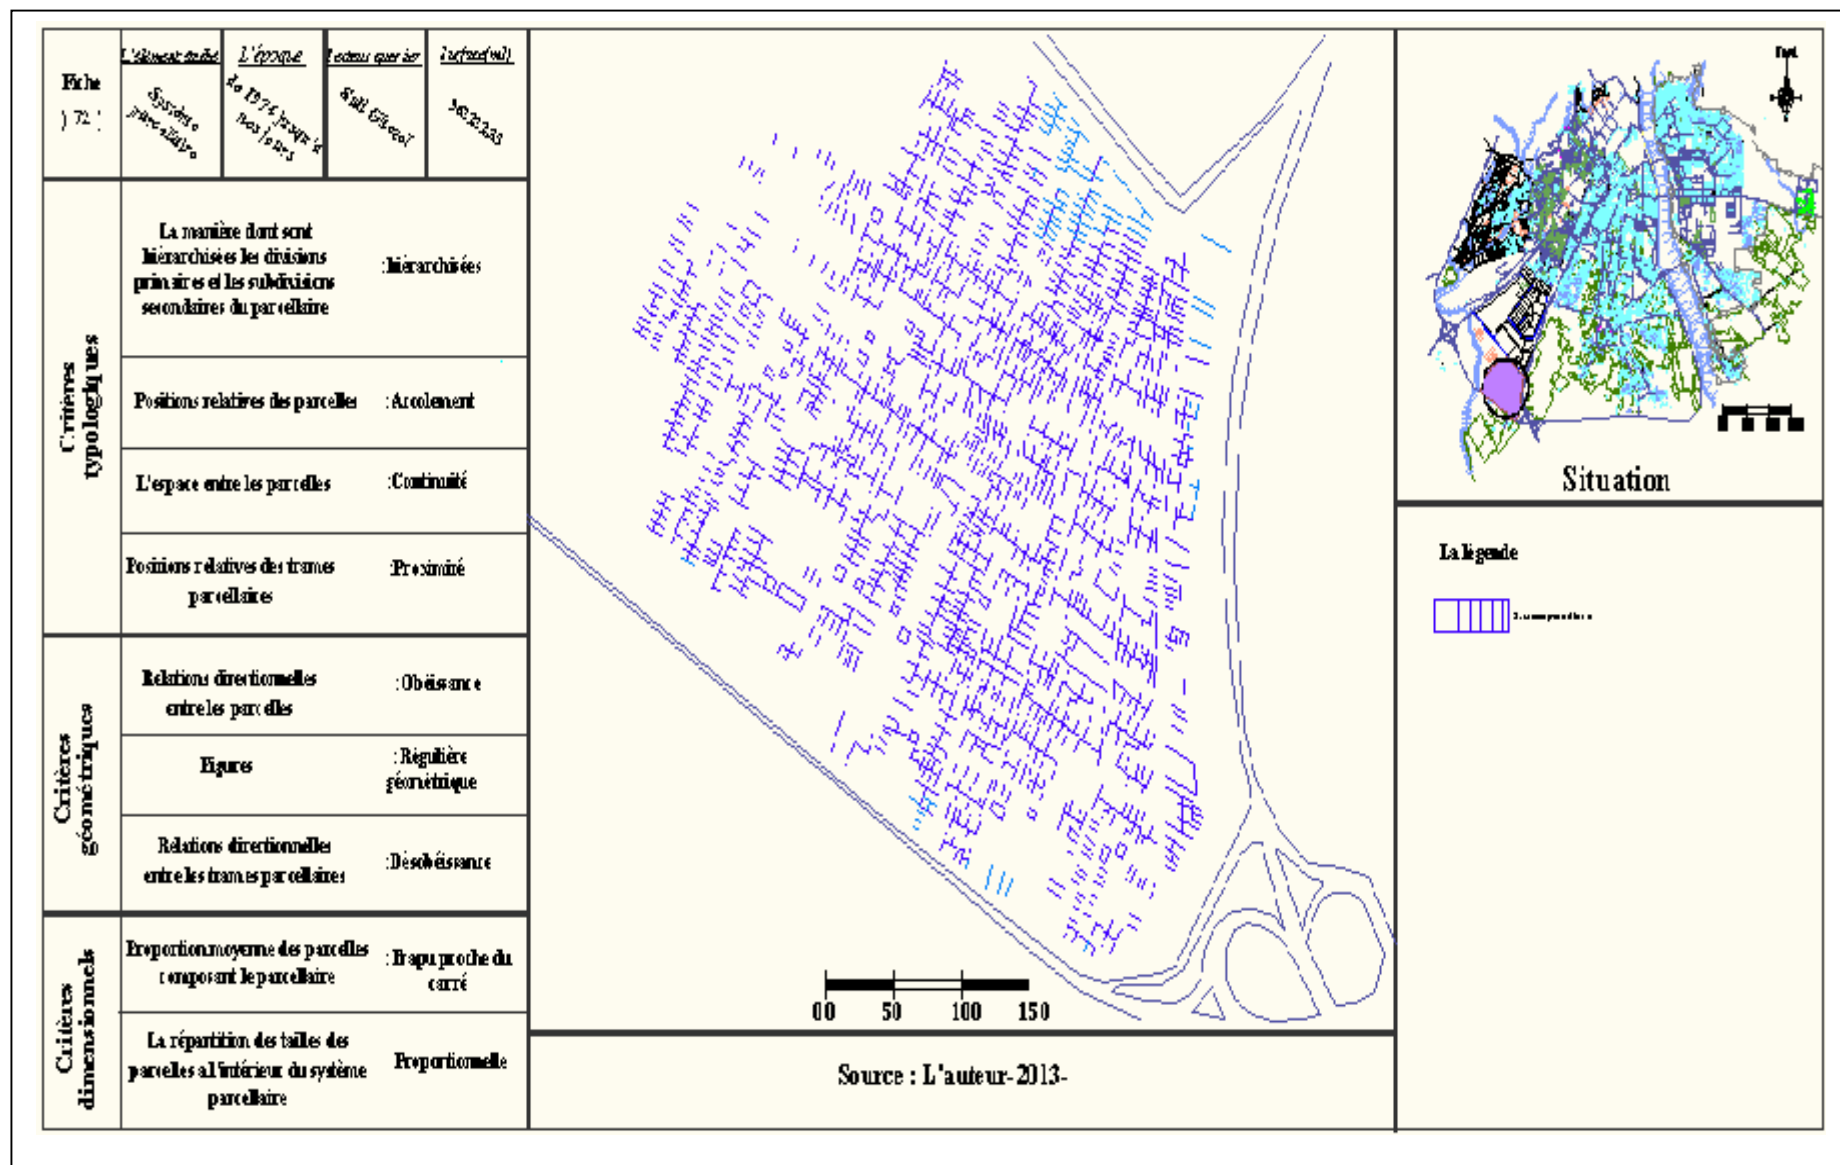 Fiche
L'élément étudié
L'époque
Système parcellaire
de 1974 jusqu'à nos jours
Critères typologiques
La manière dont sont
hiérarchisées les divisions
primaires et les subdivisions
secondaires du parcellaire
:hiérarchisées
Positions relatives des parcelles
:Accolement
L'espace entre les parcelles
:Continuité
Positions relatives des trames
parcellaires
:Proximité
Critères géométriques
Relations directionnelles
entre les parcelles
:Obéissance
Figures
:Régulière
géométrique
Relations directionnelles
entre les trames parcellaires
:Désobéissance
Critères dimensionnels
Proportion moyenne des parcelles
composant le parcellaire
:Trapu proche du
carré
La répartition des tailles des
parcelles a l'intérieur du système
parcellaire
Proportionnelle
00 50 100 150
Source : L'auteur-2013-
Situation
La légende